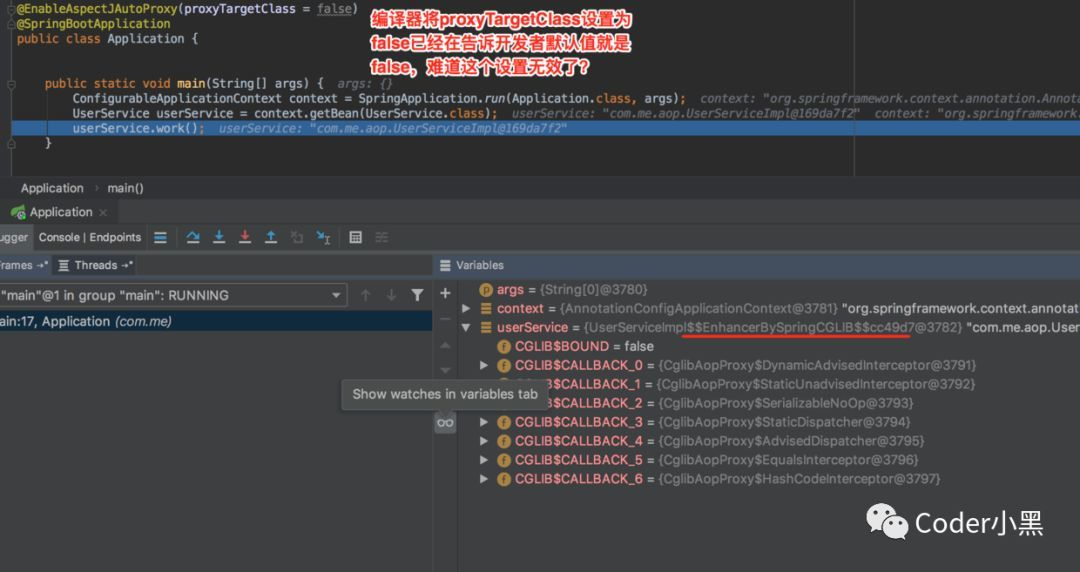 @EnableAspectJAutoProxy(proxyTargetClass = false)
@SpringBootApplication
public class Application {
编译器将proxyTargetClass设置为
false已经在告诉开发者默认值就是
false，难道这个设置无效了？
public static void main(String[] args) {  args: {}
ConfigurableApplicationContext context = SpringApplication.run(Application.class, args);  context: "org.springframework.context.annotation.Annota
UserService userService = context.getBean(UserService.class);  userService: "com.me.aop.UserServiceImpl@169da7f2"  context: "org.springframework.
userService.work();  userService: "com.me.aop.UserServiceImpl@169da7f2"
}
Application › main()
Application ×
ugger Console | Endpoints
Frames →* Threads →* Variables
"main"@1 in group "main": RUNNING
ain:17, Application (com.me)
args = {String[0]@3780}
context = {AnnotationConfigApplicationContext@3781} "org.springframework.context.annotat
userService = {UserServiceImpl$$EnhancerBySpringCGLIB$$cc49d7@3782} "com.me.aop.User
CGLIB$BOUND = false
CGLIB$CALLBACK_0 = {CglibAopProxy$DynamicAdvisedInterceptor@3791}
CGLIB$CALLBACK_1 = {CglibAopProxy$StaticUnadvisedInterceptor@3792}
Show watches in variables tab
CGLIB$CALLBACK_2 = {CglibAopProxy$SerializableNoOp@3793}
CGLIB$CALLBACK_3 = {CglibAopProxy$StaticDispatcher@3794}
CGLIB$CALLBACK_4 = {CglibAopProxy$AdvisedDispatcher@3795}
CGLIB$CALLBACK_5 = {CglibAopProxy$EqualsInterceptor@3796}
CGLIB$CALLBACK_6 = {CglibAopProxy$HashCodeInterceptor@3797}
Coder小黑